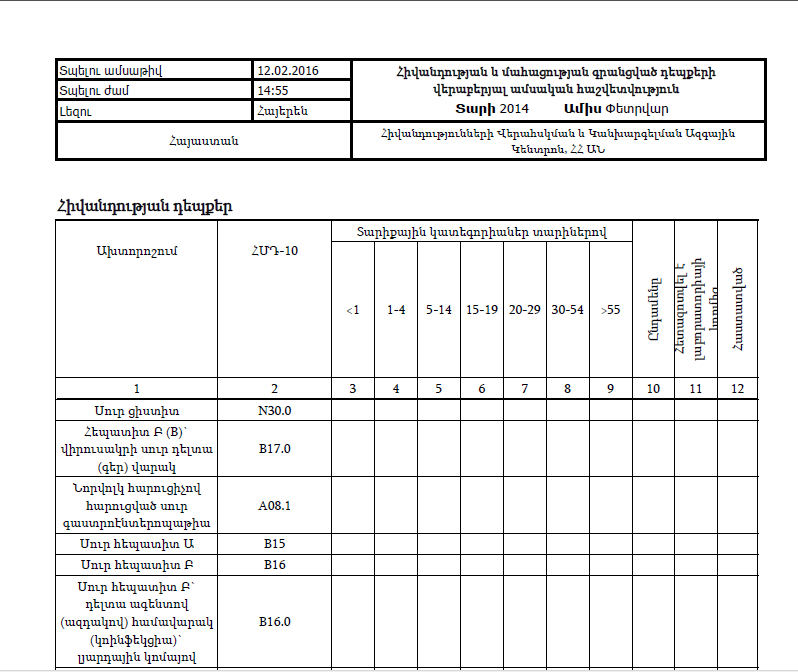 Տպելու ամսաթիվ 12.02.2016
Տպելու ժամ 14:55
Լեզու Հայերեն
Հիվանդության և մահացության գրանցված դեպքերի
վերաբերյալ ամսական հաշվետվություն
Տարի 2014 Ամիս Փետրվար
Հայաստան
Հիվանդությունների Վերահսկման և Կանխարգելման Ազգային
Կենտրոն, ՀՀ ԱՆ
Հիվանդության դեպքեր
Ախտորոշում ՀՄԴ-10 Տարիքային կատեգորիաներ տարիներով
<1 1-4 5-14 15-19 20-29 30-54 >55
Ընդամենը
Հետազոտվել է
լաբորատորիայի
կողմից
Հաստատված
1 2 3 4 5 6 7 8 9 10 11 12
Սուր ցիստիտ N30.0
Հեպատիտ Բ (B)՝
վիրուսակրի սուր դելտա
(գեր) վարակ
B17.0
Նորվոլկ հարուցիչով
հարուցված սուր
գաստրոէնտերոպաթիա
A08.1
Սուր հեպատիտ Ա B15
Սուր հեպատիտ Բ B16
Սուր հեպատիտ Բ՝
դելտա ագենտով
(ազդակով) համավարակ
(կոինֆեկցիա)՝
լյարդային կոմայով
B16.0